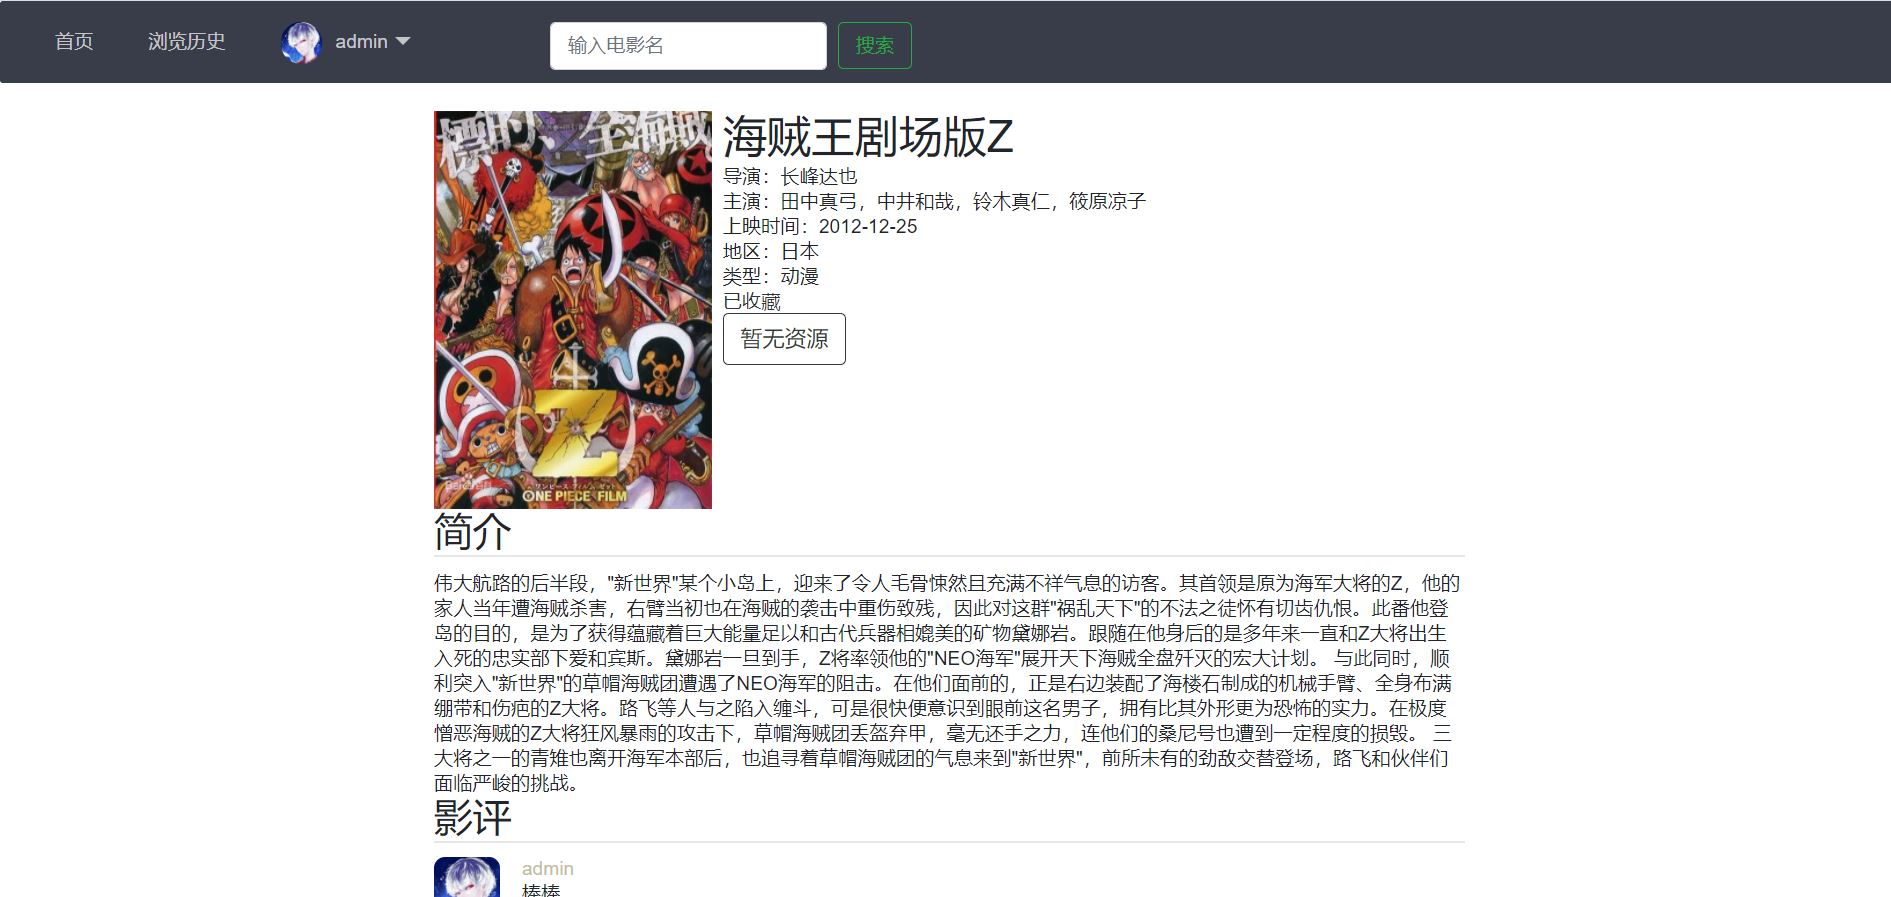 首页
浏览历史
admin
输入电影名
搜索
海贼王剧场版Z
导演：长峰达也
主演：田中真弓，中井和哉，铃木真仁，筱原凉子
上映时间：2012-12-25
地区：日本
类型：动漫
已收藏
暂无资源
Z
ONE PIECE FILM
简介
伟大航路的后半段，"新世界"某个小岛上，迎来了令人毛骨悚然且充满不祥气息的访客。其首领是原为海军大将的Z，他的
家人当年遭海贼杀害，右臂当初也在海贼的袭击中重伤致残，因此对这群"祸乱天下"的不法之徒怀有切齿仇恨。此番他登
岛的目的，是为了获得蕴藏着巨大能量足以和古代兵器相媲美的矿物黛娜岩。跟随在他身后的是多年来一直和Z大将出生
入死的忠实部下爱和宾斯。黛娜岩一旦到手，Z将率领他的"NEO海军"展开天下海贼全盘歼灭的宏大计划。 与此同时，顺
利突入"新世界"的草帽海贼团遭遇了NEO海军的阻击。在他们面前的，正是右边装配了海楼石制成的机械手臂、全身布满
绷带和伤疤的Z大将。路飞等人与之陷入缠斗，可是很快便意识到眼前这名男子，拥有比其外形更为恐怖的实力。在极度
憎恶海贼的Z大将狂风暴雨的攻击下，草帽海贼团丢盔弃甲，毫无还手之力，连他们的桑尼号也遭到一定程度的损毁。 三
大将之一的青雉也离开海军本部后，也追寻着草帽海贼团的气息来到"新世界"，前所未有的劲敌交替登场，路飞和伙伴们
面临严峻的挑战。
影评
admin
棒棒